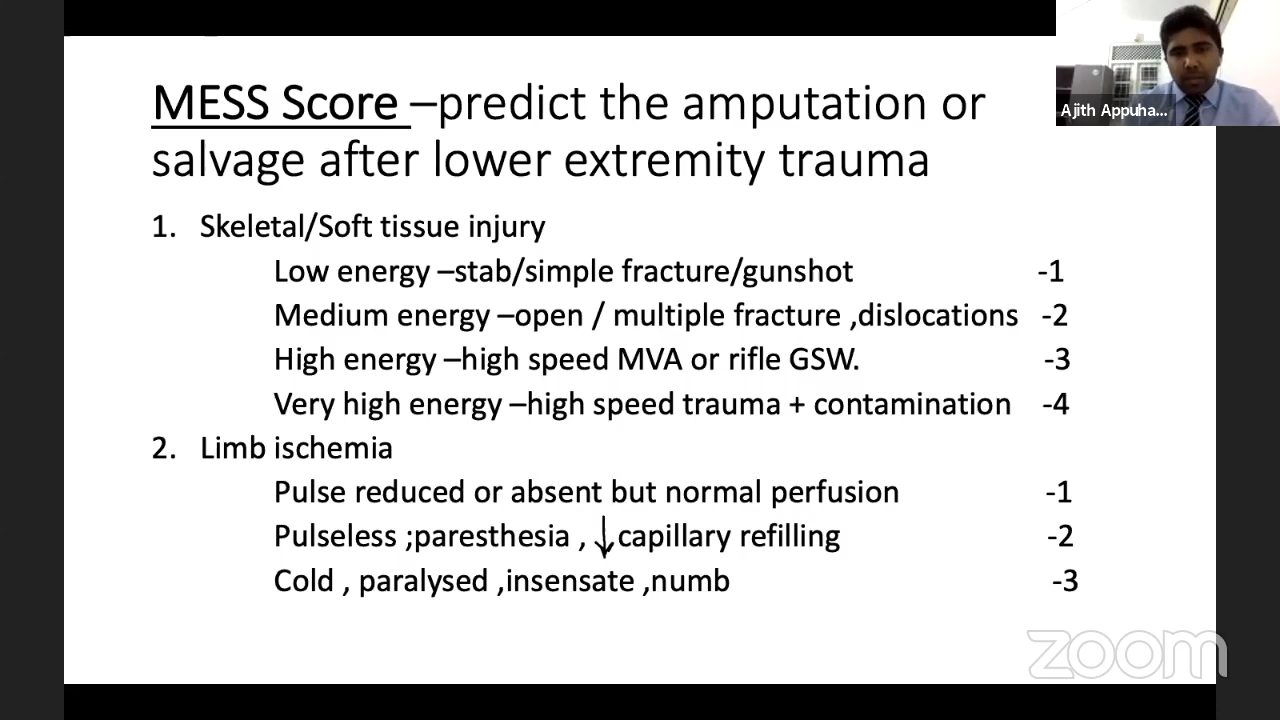 MESS Score –predict the amputation or
salvage after lower extremity trauma
1. Skeletal/Soft tissue injury
Low energy –stab/simple fracture/gunshot -1
Medium energy –open / multiple fracture ,dislocations -2
High energy –high speed MVA or rifle GSW. -3
Very high energy –high speed trauma + contamination -4
2. Limb ischemia
Pulse reduced or absent but normal perfusion -1
Pulseless ;paresthesia , ↓capillary refilling -2
Cold , paralysed ,insensate ,numb -3
Ajith Appuha...
zoom